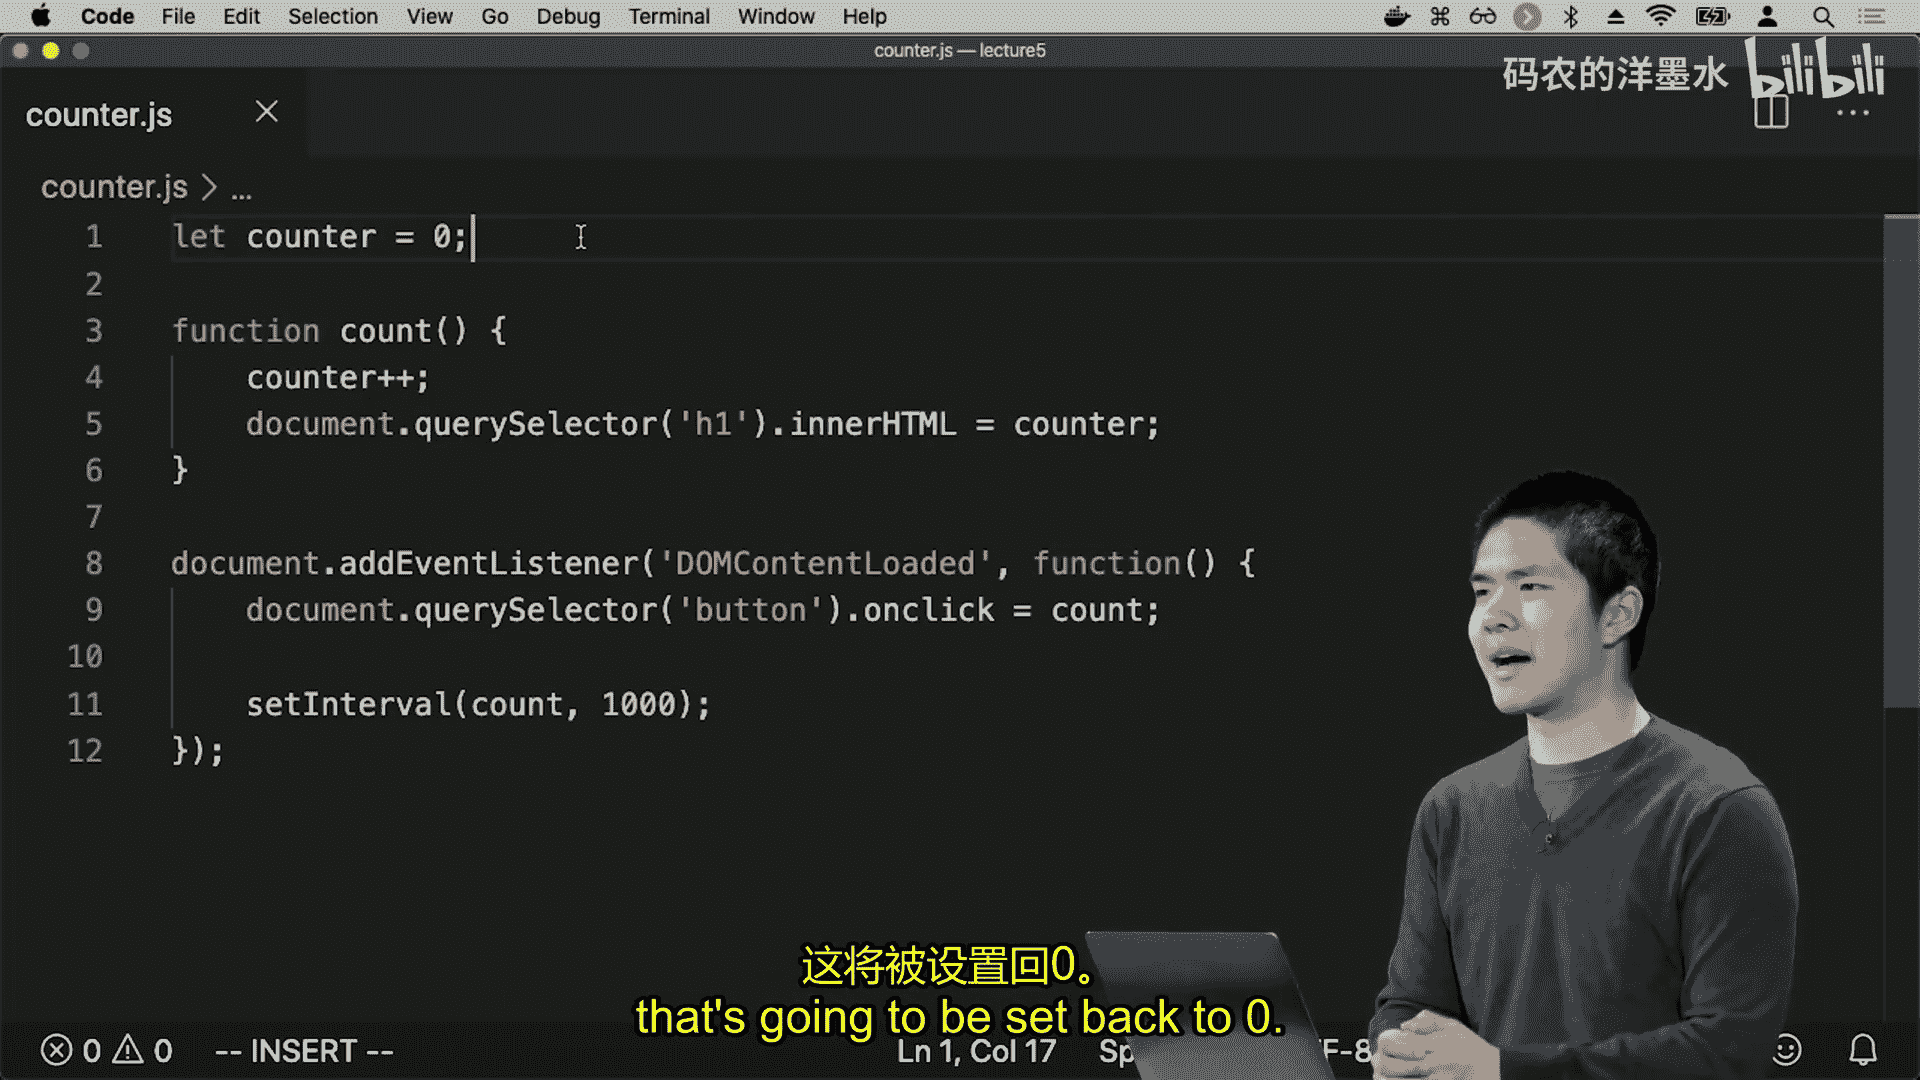 Code File Edit Selection View Go Debug Terminal Window Help
counter.js — lecture5
码农的洋墨水 bilibili
counter.js
counter.js > ...
1 let counter = 0;
2
3 function count() {
4 counter++;
5 document.querySelector('h1').innerHTML = counter;
6 }
7
8 document.addEventListener('DOMContentLoaded', function() {
9 document.querySelector('button').onclick = count;
10
11 setInterval(count, 1000);
12 });
这将被设置回0。
that's going to be set back to 0.
0 0 -- INSERT -- Ln 1, Col 17